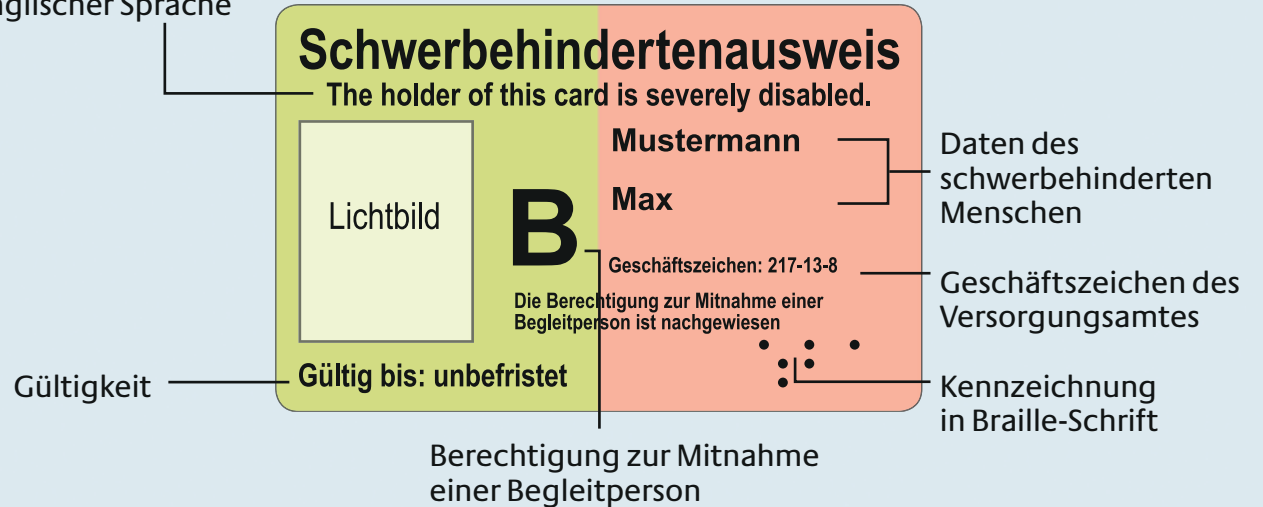 englischer Sprache
Schwerbehindertenausweis
The holder of this card is severely disabled.
Lichtbild
B
Mustermann
Max
Geschäftszeichen: 217-13-8
Die Berechtigung zur Mitnahme einer
Begleitperson ist nachgewiesen
Gültig bis: unbefristet
Daten des
schwerbehinderten
Menschen
Geschäftszeichen des
Versorgungsamtes
Kennzeichnung
in Braille-Schrift
Gültigkeit
Berechtigung zur Mitnahme
einer Begleitperson